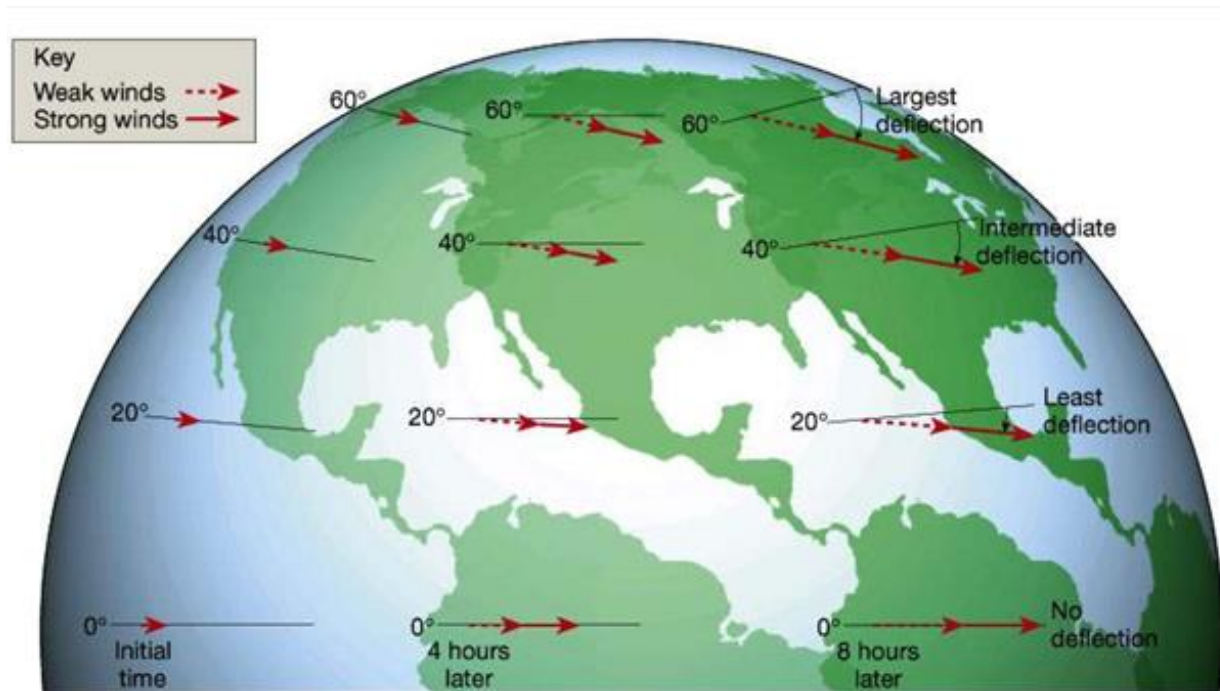 Key
Weak winds
Strong winds
60°
60°
60°
Largest
deflection
40°
40°
40°
Intermediate
deflection
20°
20°
20°
Least
deflection
0°
Initial
time
0°
4 hours
later
0°
8 hours
later
No
deflection